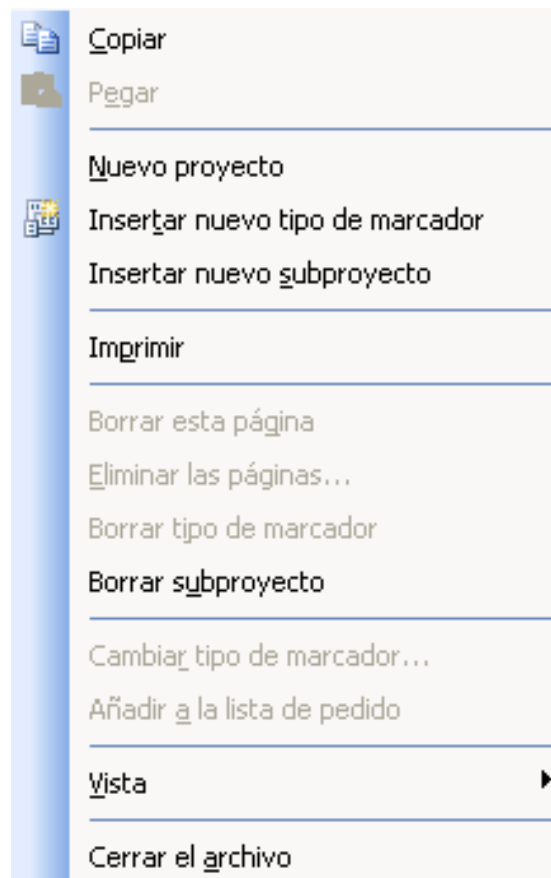 Copiar
Pegar
Nuevo proyecto
Insertar nuevo tipo de marcador
Insertar nuevo subproyecto
Imprimir
Borrar esta página
Eliminar las páginas...
Borrar tipo de marcador
Borrar subproyecto
Cambiar tipo de marcador...
Añadir a la lista de pedido
Vista
Cerrar el archivo